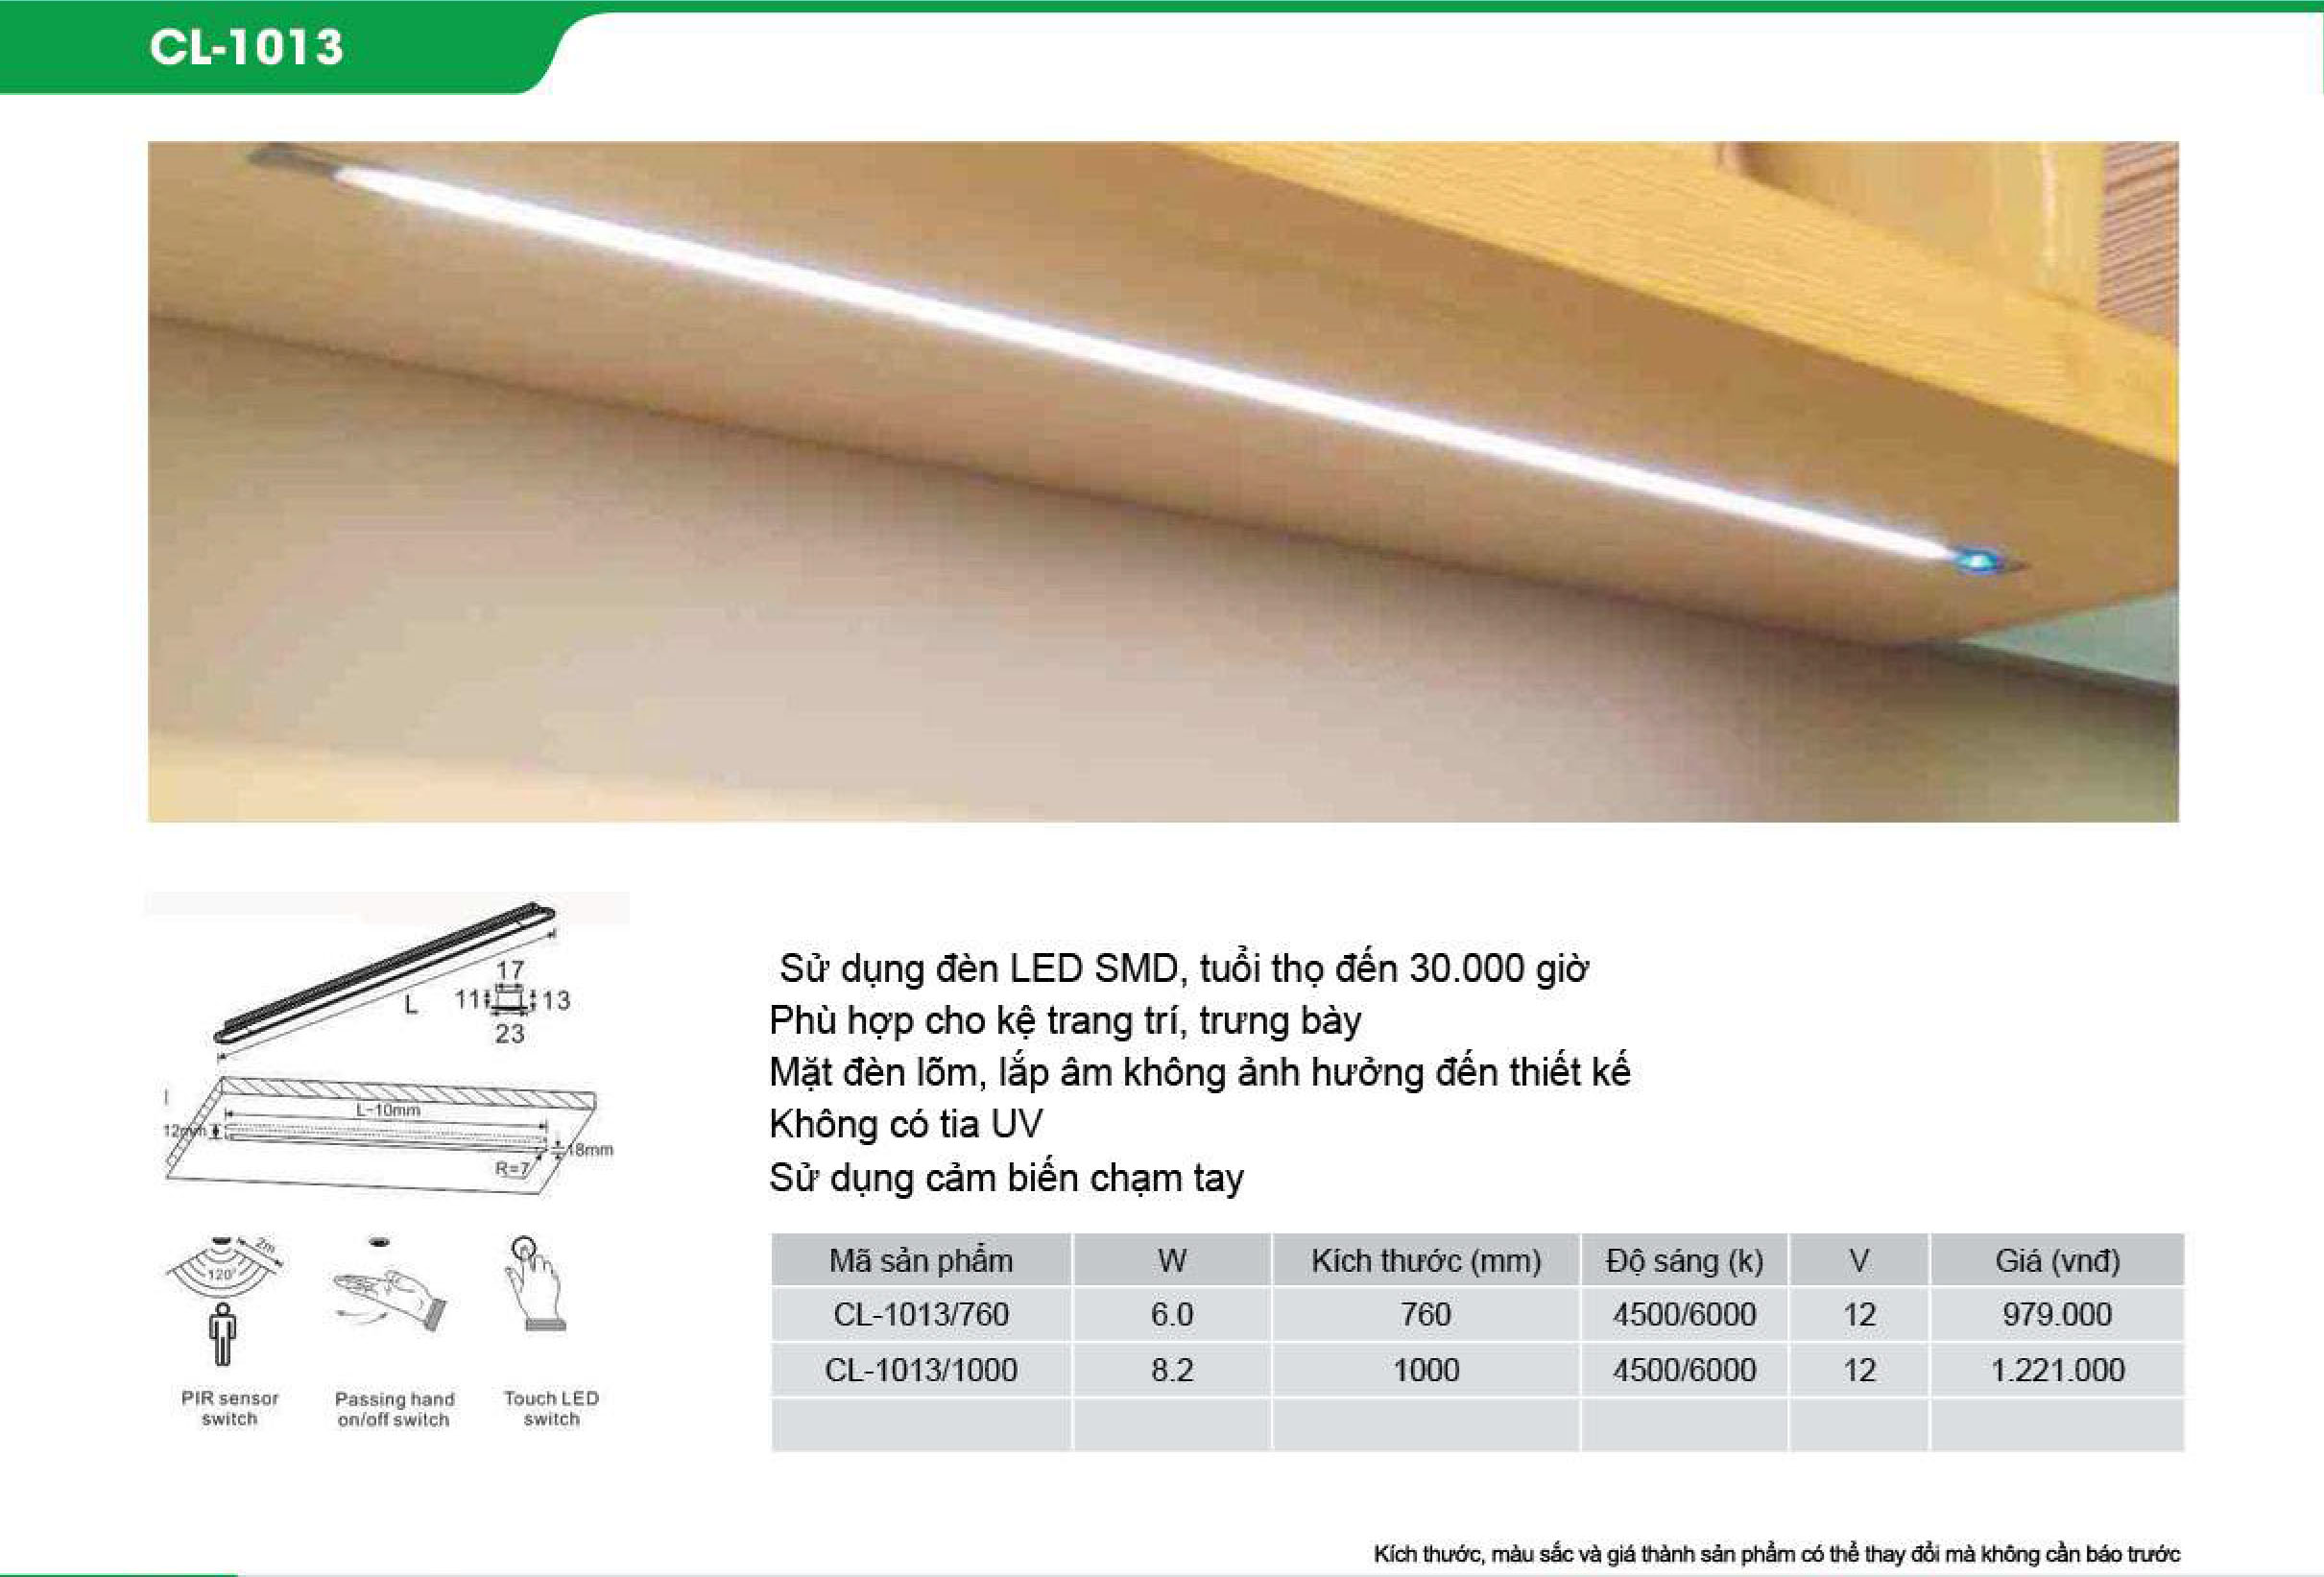 CL-1013
17
L
11
13
23
L-10mm
12mm
18mm
R=7
2m
120°
PIR sensor
switch
Passing hand
on/off switch
Touch LED
switch
Sử dụng đèn LED SMD, tuổi thọ đến 30.000 giờ
Phù hợp cho kệ trang trí, trưng bày
Mặt đèn lõm, lắp âm không ảnh hưởng đến thiết kế
Không có tia UV
Sử dụng cảm biến chạm tay
Mã sản phẩm W Kích thước (mm) Độ sáng (k) V Giá (vnđ)
CL-1013/760 6.0 760 4500/6000 12 979.000
CL-1013/1000 8.2 1000 4500/6000 12 1.221.000
Kích thước, màu sắc và giá thành sản phẩm có thể thay đổi mà không cần báo trước